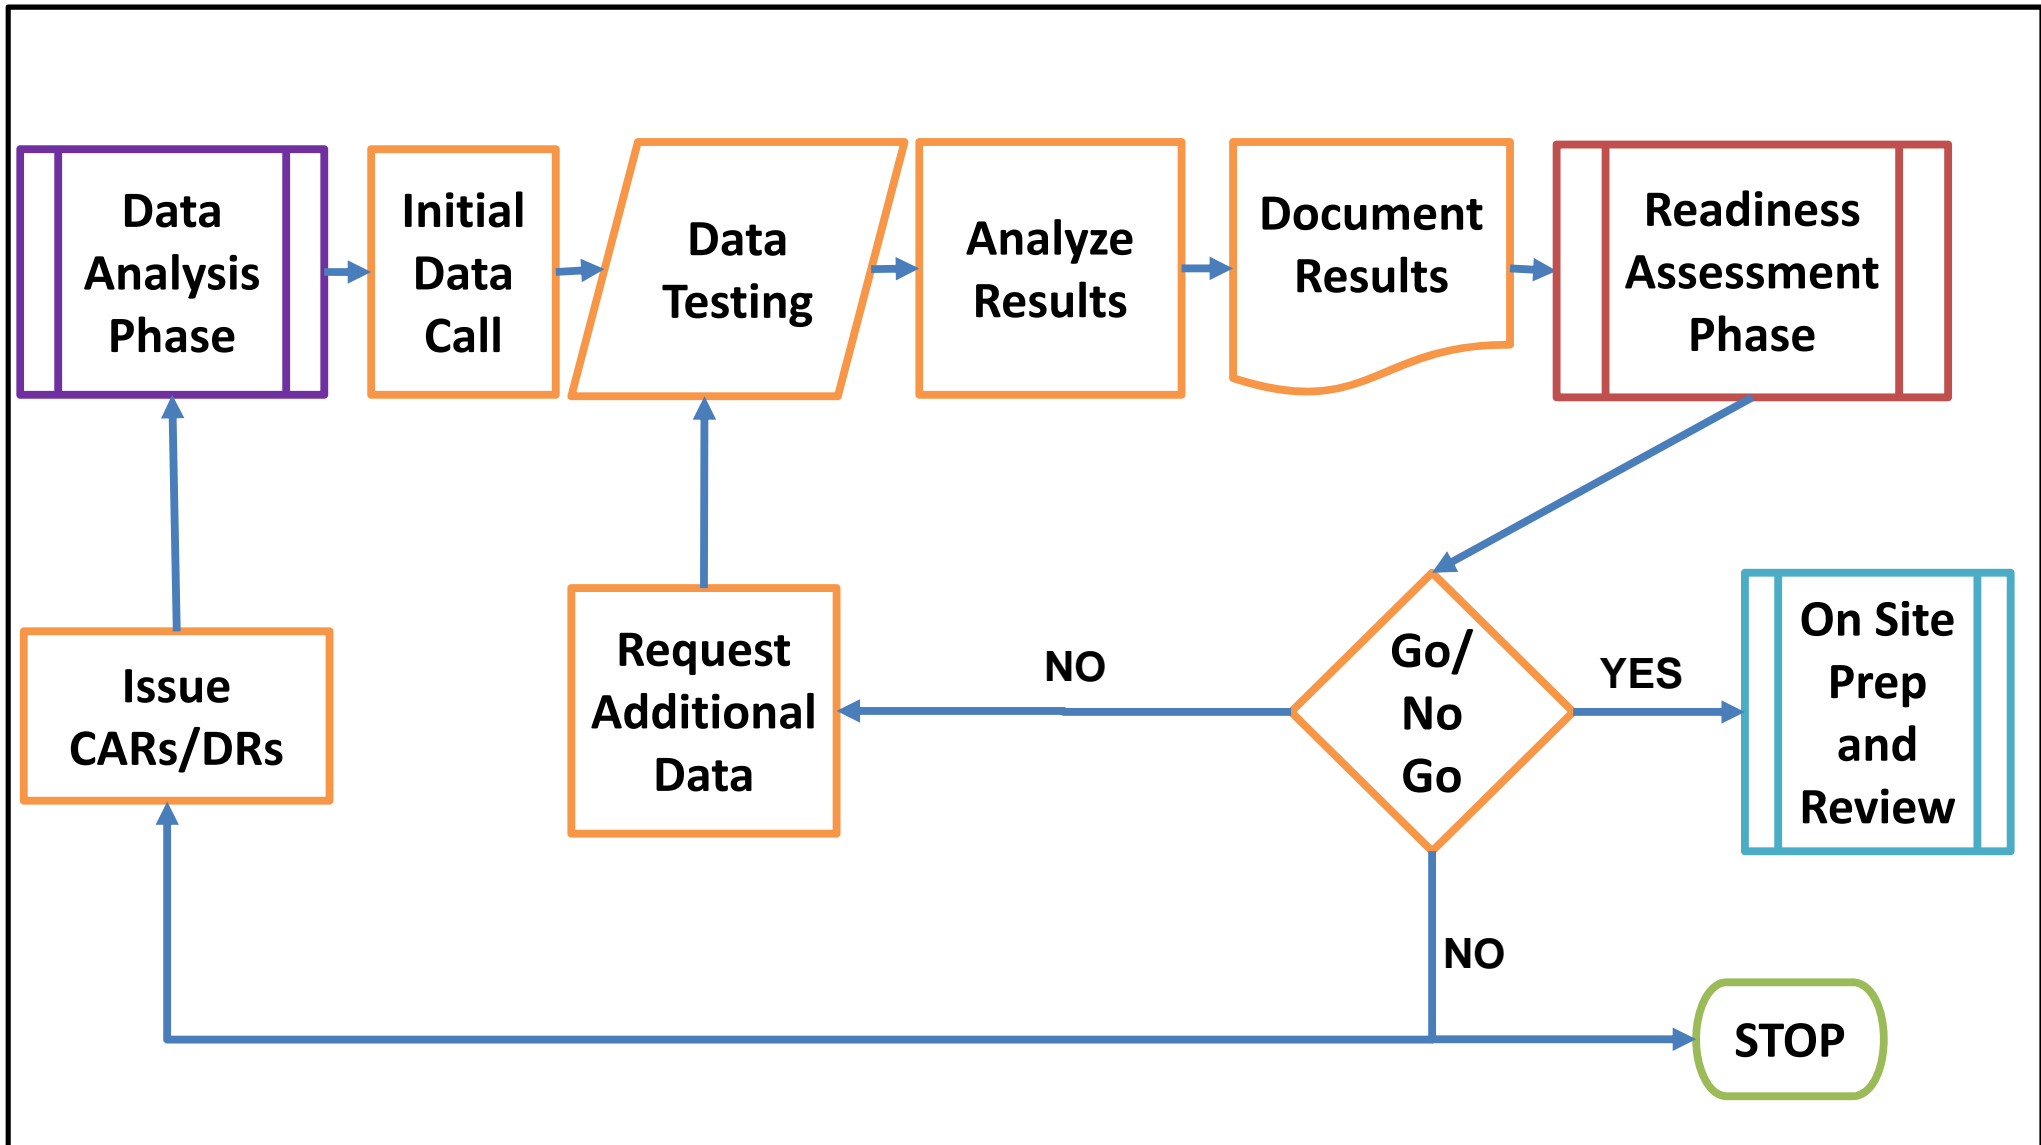 Data
Analysis
Phase
Initial
Data
Call
Data
Testing
Analyze
Results
Document
Results
Readiness
Assessment
Phase
Issue
CARs/DRs
Request
Additional
Data
NO
Go/
No
Go
YES
On Site
Prep
and
Review
NO
STOP